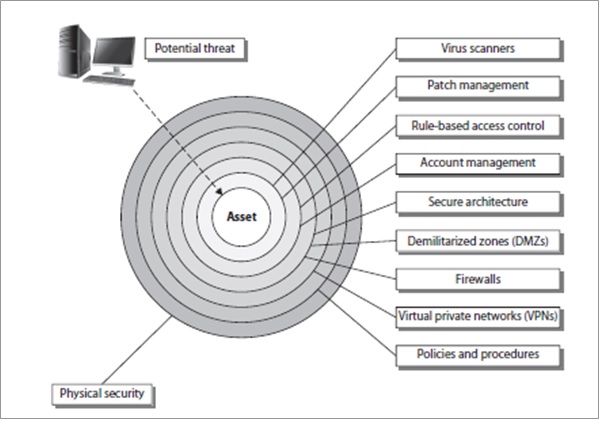 Potential threat
Virus scanners
Patch management
Rule-based access control
Account management
Secure architecture
Demilitarized zones (DMZs)
Firewalls
Virtual private networks (VPNs)
Policies and procedures
Asset
Physical security